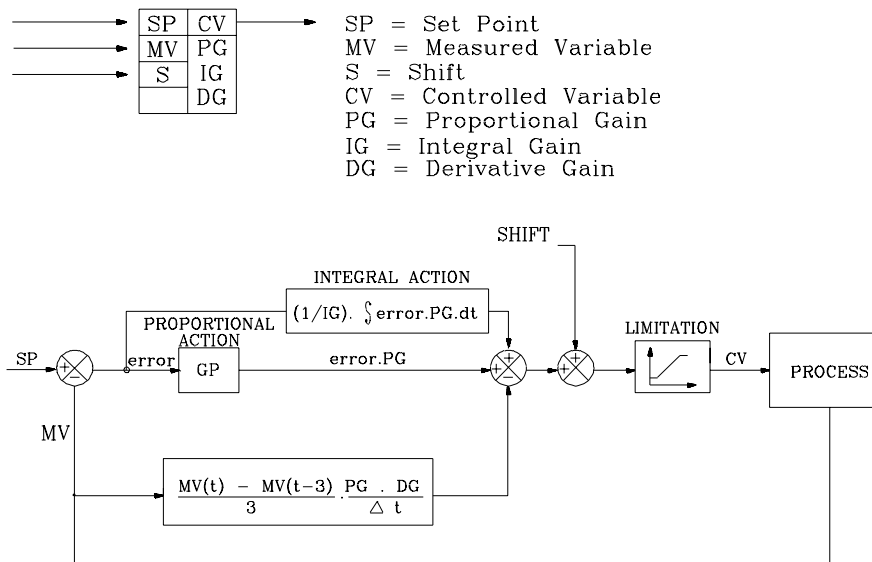 SP CV
MV PG
S IG
DG
SP = Set Point
MV = Measured Variable
S = Shift
CV = Controlled Variable
PG = Proportional Gain
IG = Integral Gain
DG = Derivative Gain
SHIFT
INTEGRAL ACTION
(1/IG). ∫error.PG.dt
PROPORTIONAL
ACTION
LIMITATION
SP
+
−
error
GP
error.PG
+
+
−
+
+
CV
PROCESS
MV
MV(t) − MV(t-3) . PG . DG
3 △ t